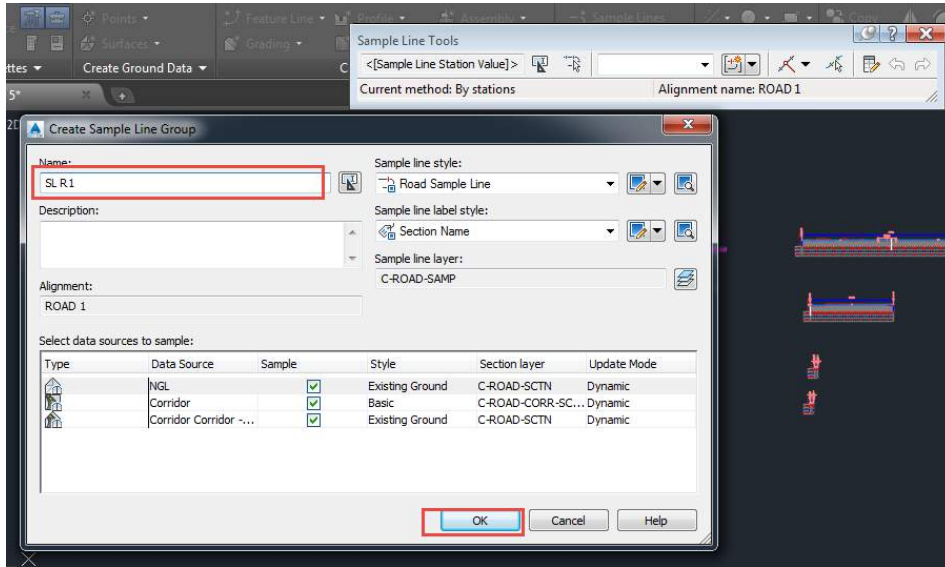 Points
Feature Line
Profile
Assembly
Sample Lines
Copy
Surfaces
Grading
Sample Line Tools
ttes
Create Ground Data
C
<[Sample Line Station Value]>
5*
Current method: By stations
Alignment name: ROAD 1
2D
Create Sample Line Group
Name:
Sample line style:
SL R1
Road Sample Line
Description:
Sample line label style:
Section Name
Sample line layer:
C-ROAD-SAMP
Alignment:
ROAD 1
Select data sources to sample:
Type Data Source Sample Style Section layer Update Mode
NGL Existing Ground C-ROAD-SCTN Dynamic
Corridor Basic C-ROAD-CORR-SC... Dynamic
Corridor Corridor -... Existing Ground C-ROAD-SCTN Dynamic
OK Cancel Help
X